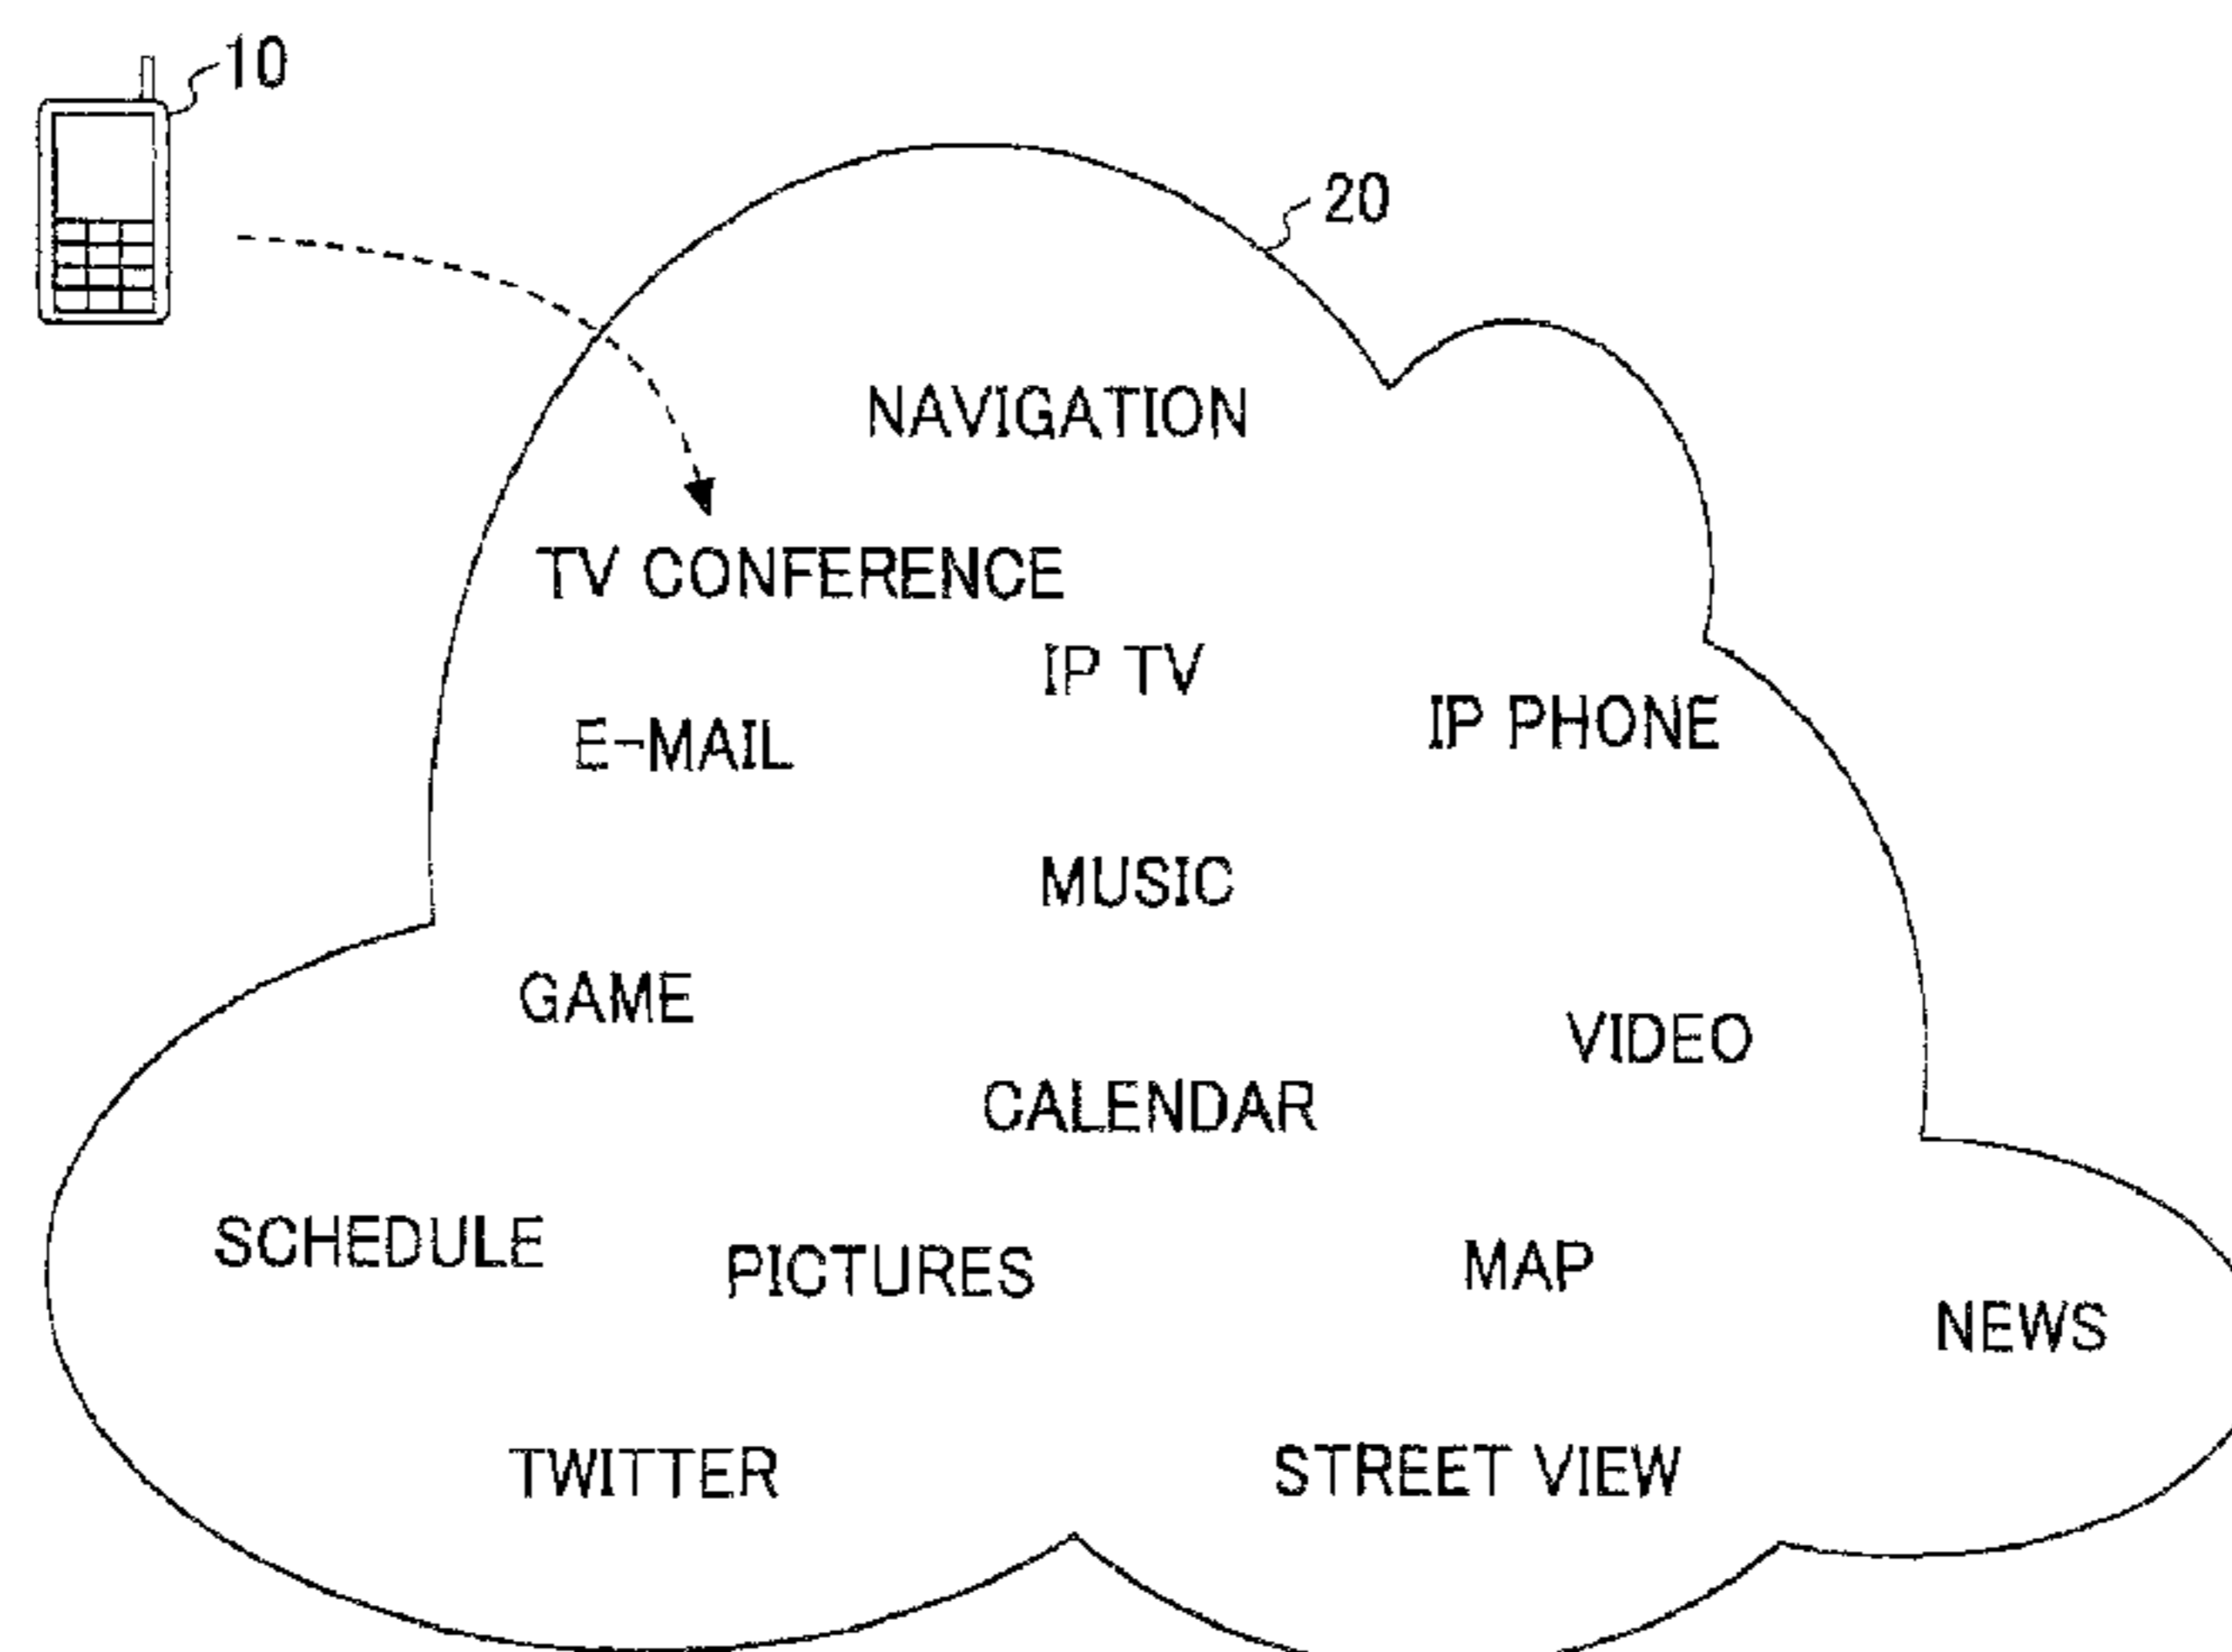 10
20
NAVIGATION
TV CONFERENCE
IP TV
E-MAIL
IP PHONE
MUSIC
GAME
VIDEO
CALENDAR
SCHEDULE
PICTURES
MAP
NEWS
TWITTER
STREET VIEW